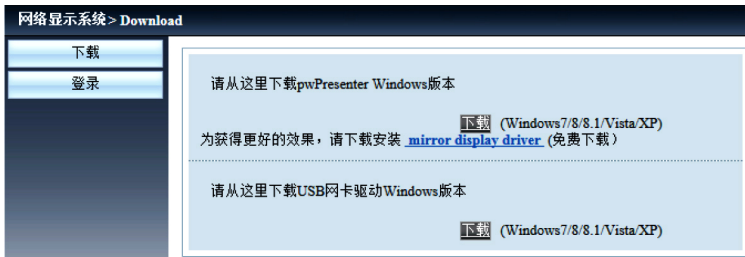 网络显示系统> Download
下载
登录
请从这里下载pwPresenter Windows版本
下载 (Windows7/8/8.1/Vista/XP)
为获得更好的效果，请下载安装 mirror display driver (免费下载）
请从这里下载USB网卡驱动Windows版本
下载 (Windows7/8/8.1/Vista/XP)